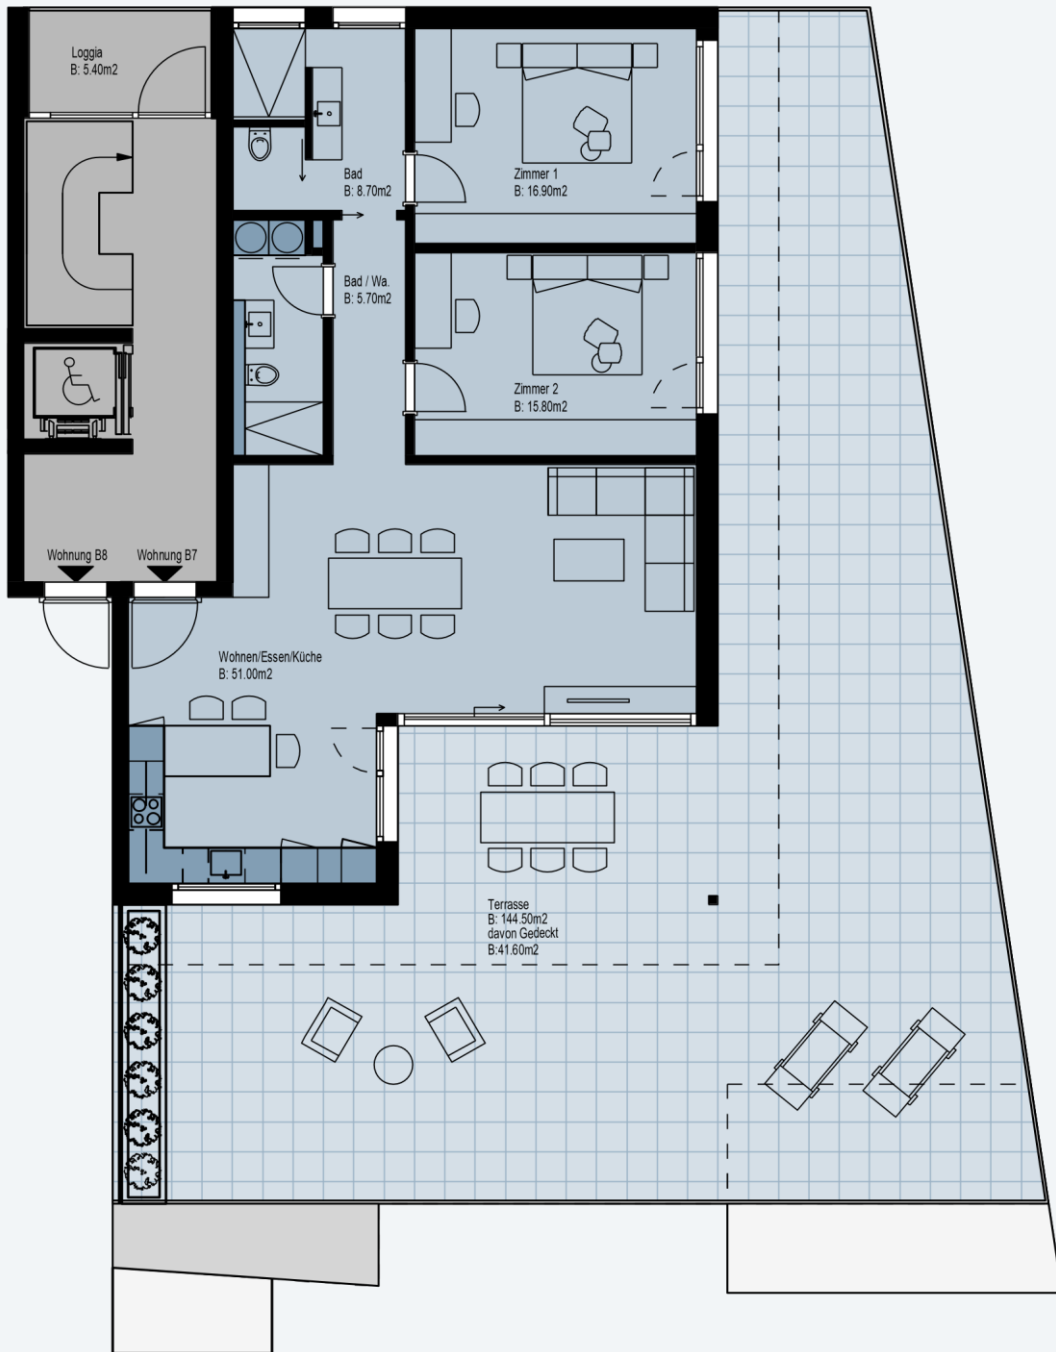 Loggia
B: 5.40m2
Bad
B: 8.70m2
Zimmer 1
B: 16.90m2
Bad / Wa.
B: 5.70m2
Zimmer 2
B: 15.80m2
Wohnung B8
Wohnung B7
Wohnen/Essen/Küche
B: 51.00m2
Terrasse
B: 144.50m2
davon Gedeckt
B:41.60m2